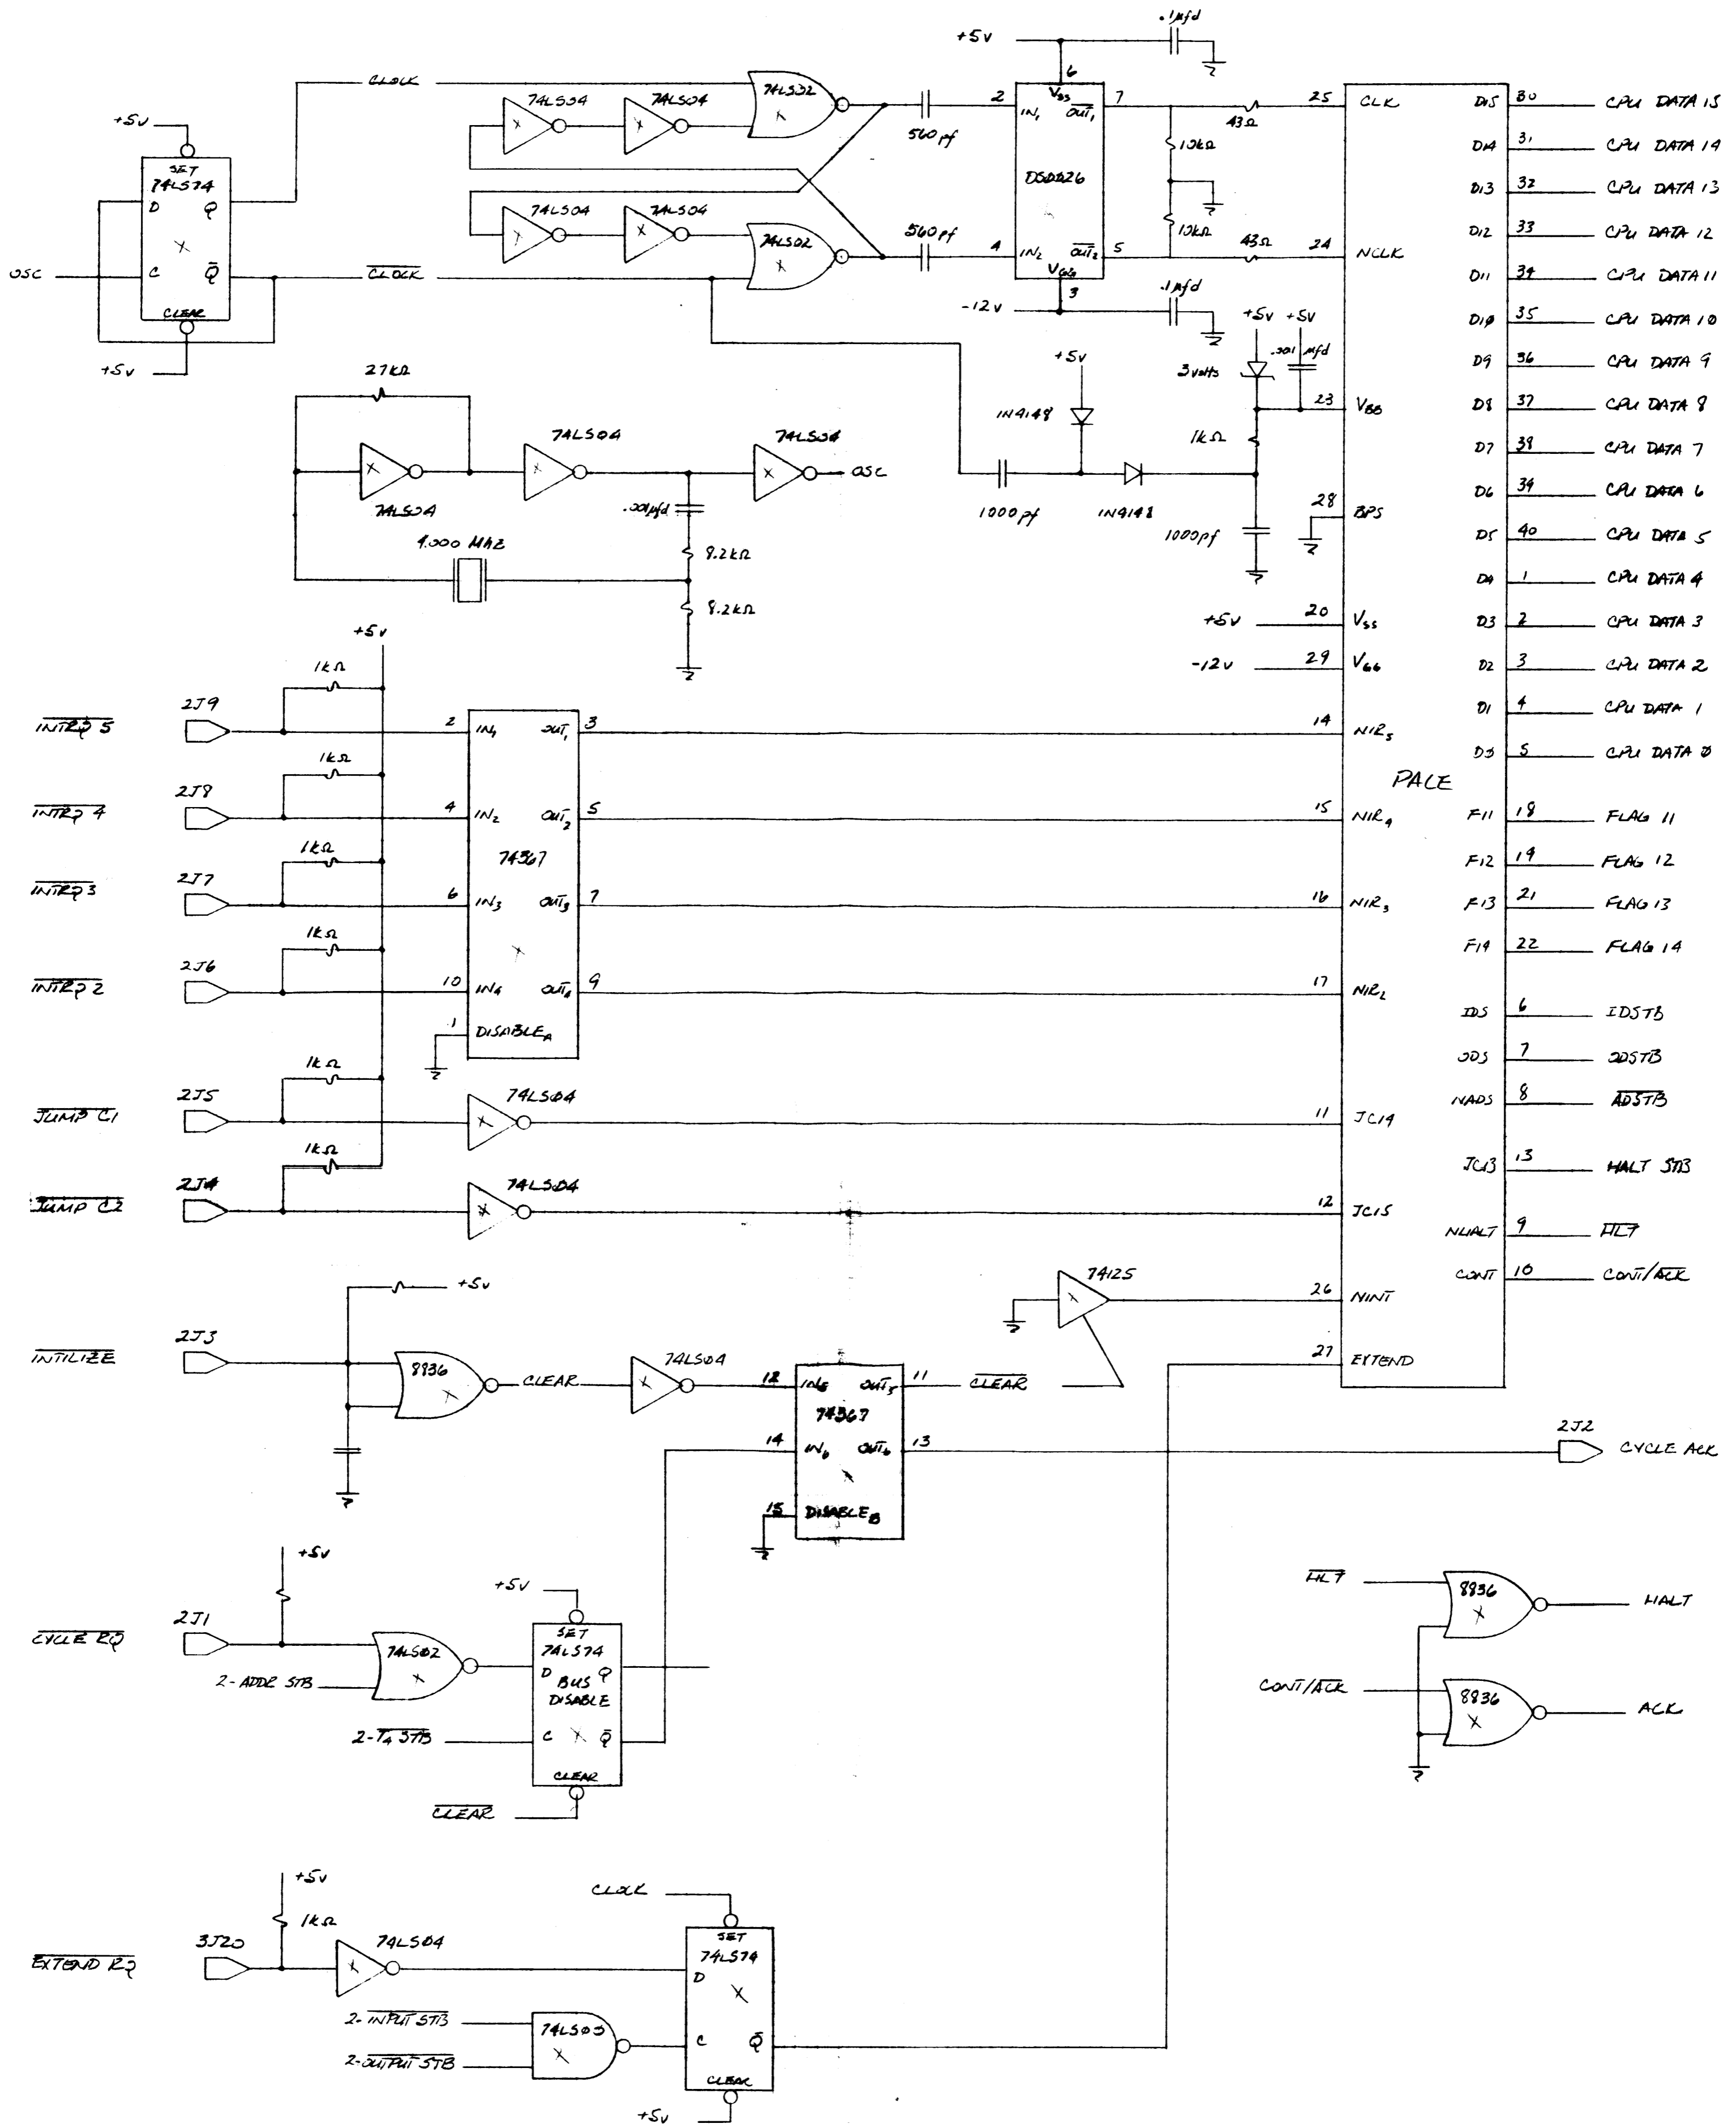 .1µfd
+5v
6
CLOCK
74LS02
Vss
2
7
25
CLK
D15
30
CPU DATA 15
74LS04
74LS04
IN1
OUT1
43Ω
560pf
+5v
10kΩ
D14
31
CPU DATA 14
SET
74LS74
D
Q
DS0026
D13
32
CPU DATA 13
74LS04
74LS04
10kΩ
74LS02
560pf
4
IN2
OUT2
5
43Ω
24
NCLK
D12
33
CPU DATA 12
OSC
C
Q
CLOCK
VGG
3
D11
34
CPU DATA 11
CLEAR
-12v
.1µfd
+5v
+5v
D10
35
CPU DATA 10
+5v
27kΩ
+5v
3 volts
.001 µfd
D9
36
CPU DATA 9
1N4148
23
VBB
D8
37
CPU DATA 8
74LS04
74LS04
1kΩ
D7
38
CPU DATA 7
OSC
74LS04
.001µfd
1000pf
1N4148
1000pf
28
BPS
D6
39
CPU DATA 6
4.000 MHz
8.2kΩ
D5
40
CPU DATA 5
8.2kΩ
D4
1
CPU DATA 4
+5v
+5v
20
Vss
D3
2
CPU DATA 3
1kΩ
-12v
29
VGG
D2
3
CPU DATA 2
INTRQ 5
2J9
2
IN1
OUT1
3
14
NIR5
D1
4
CPU DATA 1
1kΩ
D0
5
CPU DATA 0
PACE
INTRQ 4
2J8
4
IN2
OUT2
5
15
NIR4
F11
18
FLAG 11
1kΩ
74367
F12
19
FLAG 12
INTRQ 3
2J7
6
IN3
OUT3
7
16
NIR3
F13
21
FLAG 13
1kΩ
F14
22
FLAG 14
INTRQ 2
2J6
10
IN4
OUT4
9
17
NIR2
1
DISABLEA
IDS
6
IDSTB
1kΩ
ODS
7
ODSTB
JUMP C1
2J5
74LS04
11
JC14
NADS
8
ADSTB
1kΩ
JC13
13
HALT STB
JUMP C2
2J4
74LS04
12
JC15
NHALT
9
HLT
+5v
74125
CONT
10
CONT/ACK
26
NINT
INTILIZE
2J3
8836
CLEAR
74LS04
12
IN5
OUT5
11
CLEAR
27
EXTEND
74367
14
IN6
OUT6
13
2J2
CYCLE ACK
15
DISABLEB
+5v
+5v
HLT
8836
HALT
CYCLE RQ
2J1
74LS02
SET
74LS74
D
Q
BUS
DISABLE
2-ADDR STB
CONT/ACK
8836
ACK
2-T4 STB
C
Q
CLEAR
CLEAR
+5v
CLOCK
1kΩ
SET
EXTEND RQ
3J20
74LS04
74LS74
D
2-INPUT STB
74LS00
C
Q
2-OUTPUT STB
CLEAR
+5v